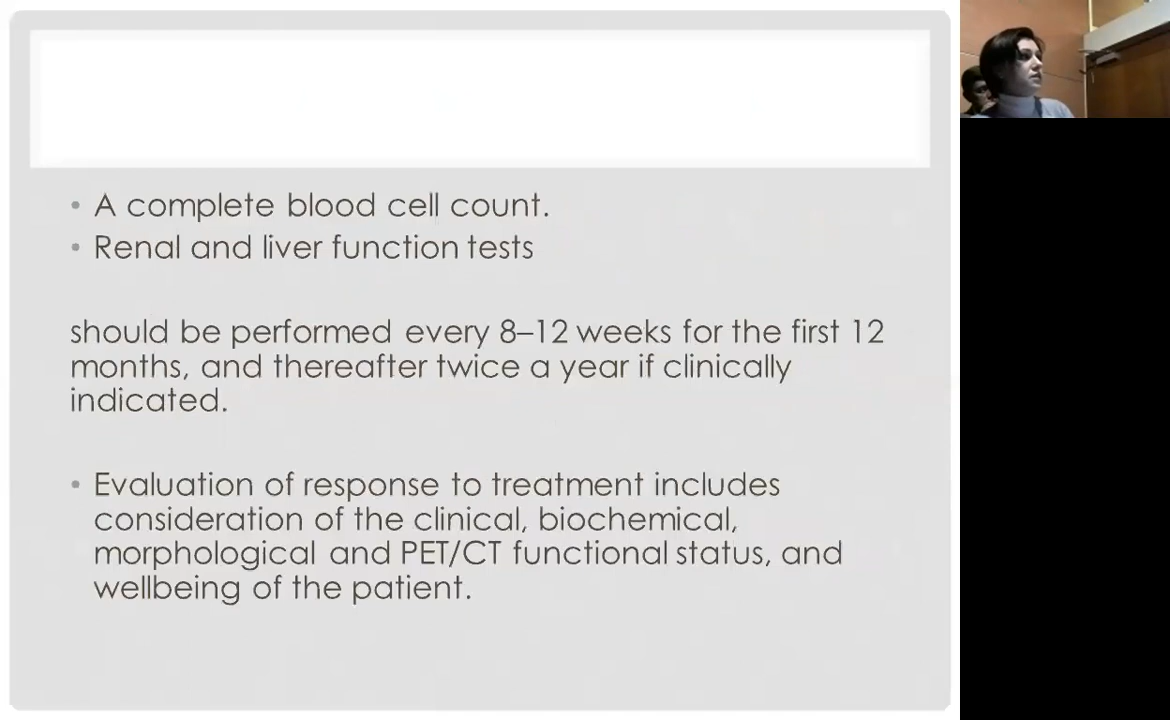 • A complete blood cell count.
• Renal and liver function tests
should be performed every 8–12 weeks for the first 12
months, and thereafter twice a year if clinically
indicated.
• Evaluation of response to treatment includes
consideration of the clinical, biochemical,
morphological and PET/CT functional status, and
wellbeing of the patient.